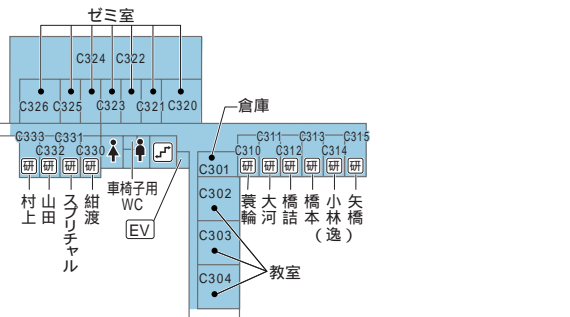 ゼミ室
C324 C322
C326 C325 C323 C321 C320
倉庫
C333 C331 C311 C313 C315
C332 C330 C310 C312 C314
C301
研 研 研 研 研 研 研 研 研 研
村上
山田
スプリチャル
紺渡
車椅子用
WC
EV
C302
蓑輪
大河
橋詰
橋本
小林(逸)
矢橋
C303
C304
教室